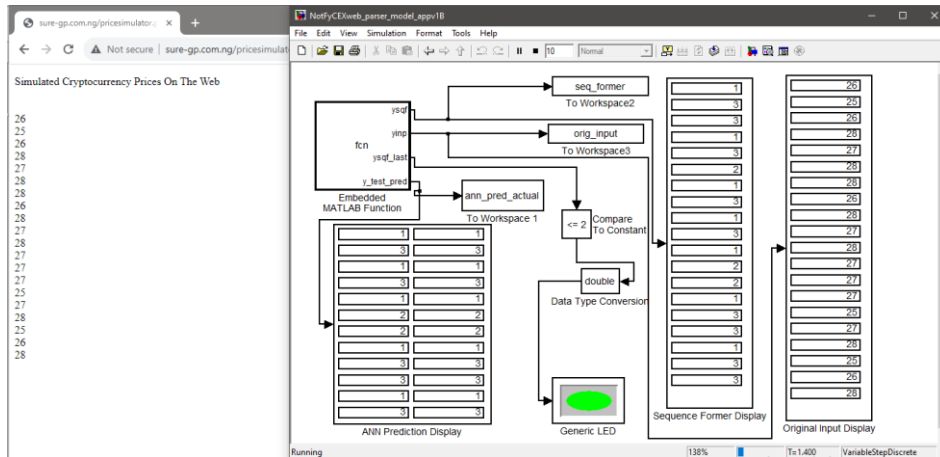 sure-gp.com.ng/pricesimulator.a
Not secure | sure-gp.com.ng/pricesimulat
Simulated Cryptocurrency Prices On The Web
26
25
26
28
27
28
28
26
28
27
28
27
27
27
25
27
28
25
26
28
NotFyCEXweb_parser_model_appv1B
File Edit View Simulation Format Tools Help
10
Normal
fcn
ysqf
yinp
ysqf_last
y_test_pred
Embedded
MATLAB Function
seq_former
To Workspace2
orig_input
To Workspace3
ann_pred_actual
To Workspace 1
<= 2
Compare
To Constant
double
Data Type Conversion
1 1
3 3
1 1
3 3
1 1
2 2
2 2
1 1
3 3
3 3
1 1
3 3
ANN Prediction Display
Generic LED
1
3
3
1
3
2
1
3
1
3
1
2
2
1
3
3
1
3
3
Sequence Former Display
26
25
26
28
27
28
28
26
28
27
28
27
27
27
25
27
28
25
26
28
Original Input Display
Running
138%
T=1.400
VariableStepDiscrete